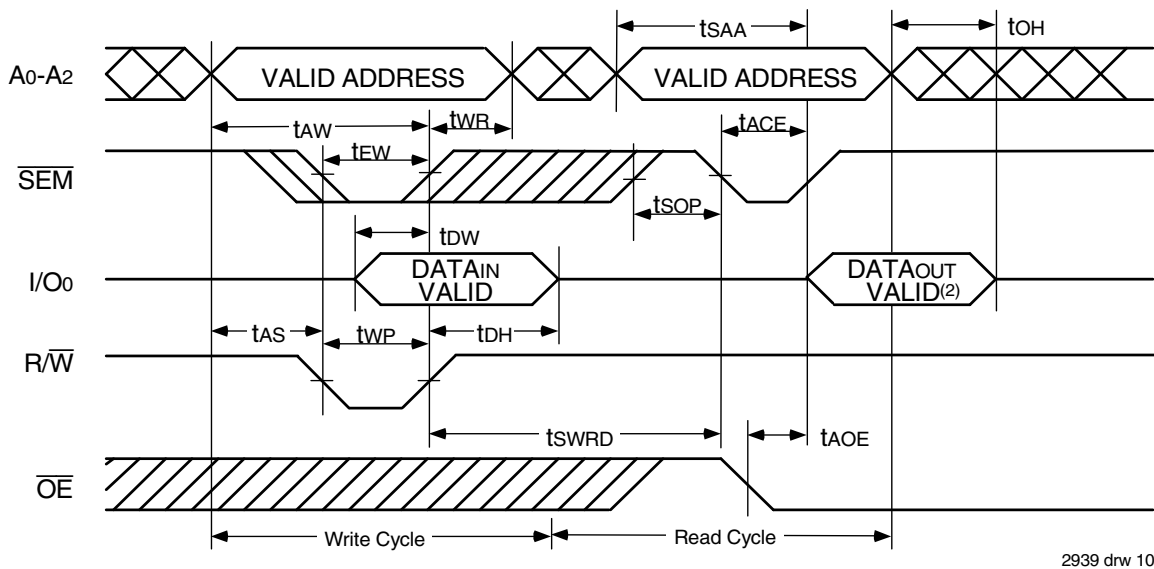 tSAA
tOH
A0-A2
VALID ADDRESS
VALID ADDRESS
tAW
tWR
tACE
tEW
SEM
tSOP
tDW
I/O0
DATAIN
VALID
DATAOUT
VALID(2)
tAS
tWP
tDH
R/W
tSWRD
tAOE
OE
Write Cycle
Read Cycle
2939 drw 10